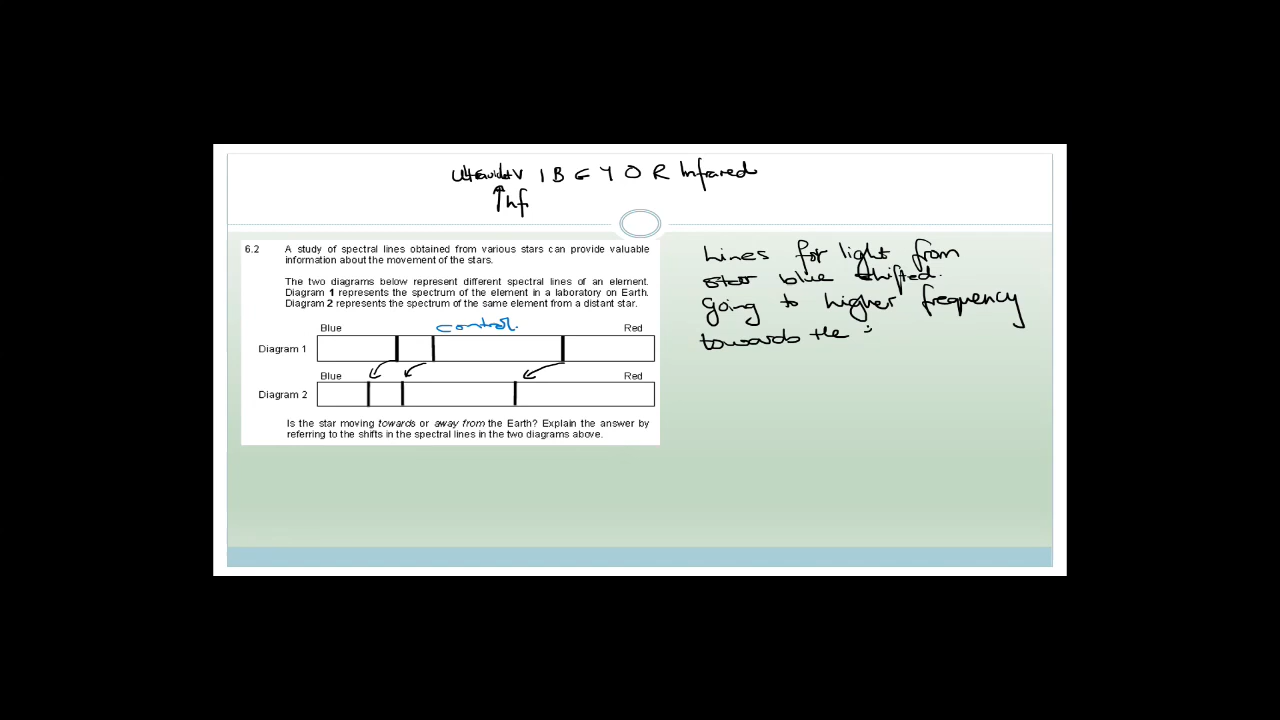 Ultraviolet V I B G Y O R Infrared
↑hf
6.2 A study of spectral lines obtained from various stars can provide valuable
information about the movement of the stars.
The two diagrams below represent different spectral lines of an element.
Diagram 1 represents the spectrum of the element in a laboratory on Earth.
Diagram 2 represents the spectrum of the same element from a distant star.
control.
Blue Red
Diagram 1
Blue Red
Diagram 2
Is the star moving towards or away from the Earth? Explain the answer by
referring to the shifts in the spectral lines in the two diagrams above.
Lines for light from
star blue shifted.
Going to higher frequency
towards the